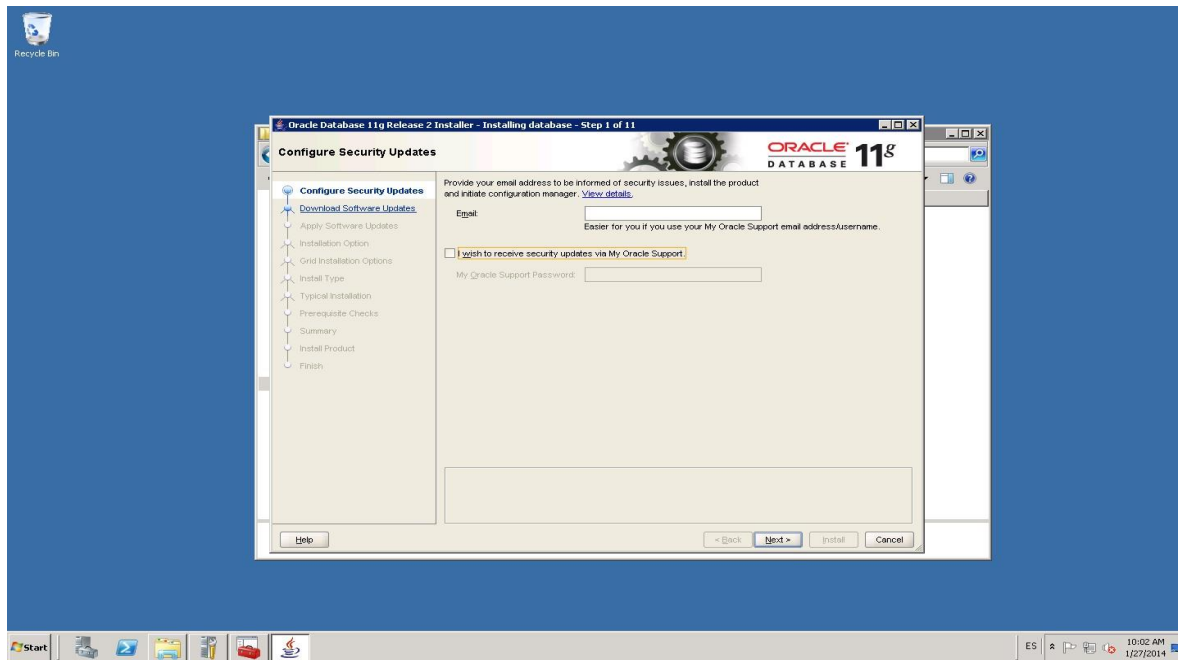 Recycle Bin
Oracle Database 11g Release 2 Installer - Installing database - Step 1 of 11
Configure Security Updates
ORACLE
DATABASE
11g
Configure Security Updates
Download Software Updates
Apply Software Updates
Installation Option
Grid Installation Options
Install Type
Typical Installation
Prerequisite Checks
Summary
Install Product
Finish
Provide your email address to be informed of security issues, install the product
and initiate configuration manager. View details.
Email:
Easier for you if you use your My Oracle Support email address/username.
I wish to receive security updates via My Oracle Support.
My Oracle Support Password:
Help
< Back
Next >
Install
Cancel
Start
ES
10:02 AM
1/27/2014